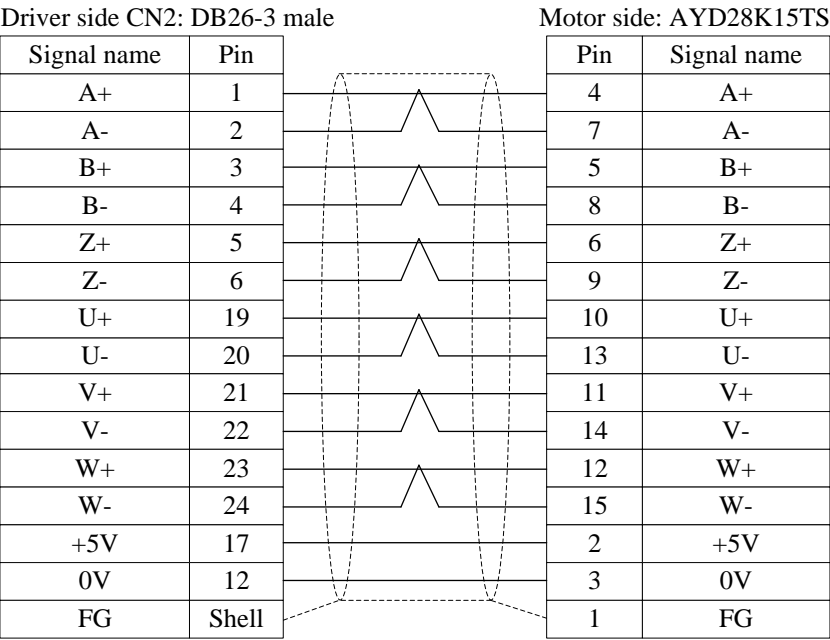 Driver side CN2: DB26-3 male Motor side: AYD28K15TS
Signal name Pin Pin Signal name
A+ 1 4 A+
A- 2 7 A-
B+ 3 5 B+
B- 4 8 B-
Z+ 5 6 Z+
Z- 6 9 Z-
U+ 19 10 U+
U- 20 13 U-
V+ 21 11 V+
V- 22 14 V-
W+ 23 12 W+
W- 24 15 W-
+5V 17 2 +5V
0V 12 3 0V
FG Shell 1 FG